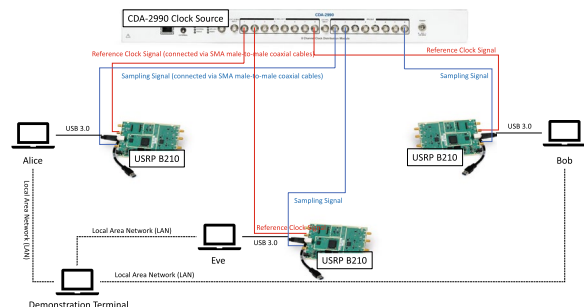 CDA-2990
CDA-2990 Clock Source
Reference Clock Signal (connected via SMA male-to-male coaxial cables)
Reference Clock Signal
Sampling Signal (connected via SMA male-to-male coaxial cables)
Sampling Signal
USB 3.0
USB 3.0
Alice
USRP B210
USRP B210
Bob
Local Area Network (LAN)
Sampling Signal
Local Area Network (LAN)
Reference Clock
Eve
USB 3.0
USRP B210
Local Area Network (LAN)
Demonstration Terminal